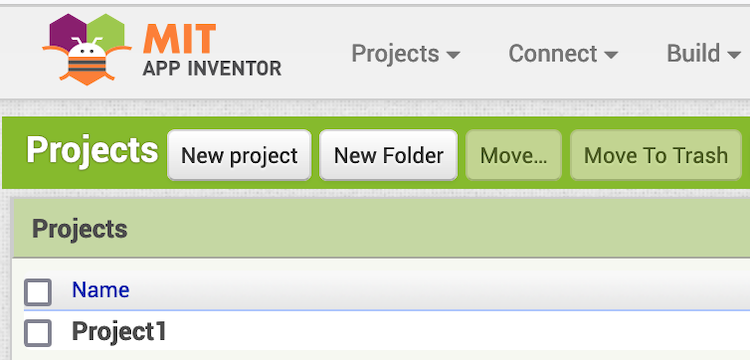 MIT
APP INVENTOR
Projects Connect Build
Projects New project New Folder Move... Move To Trash
Projects
Name
Project1